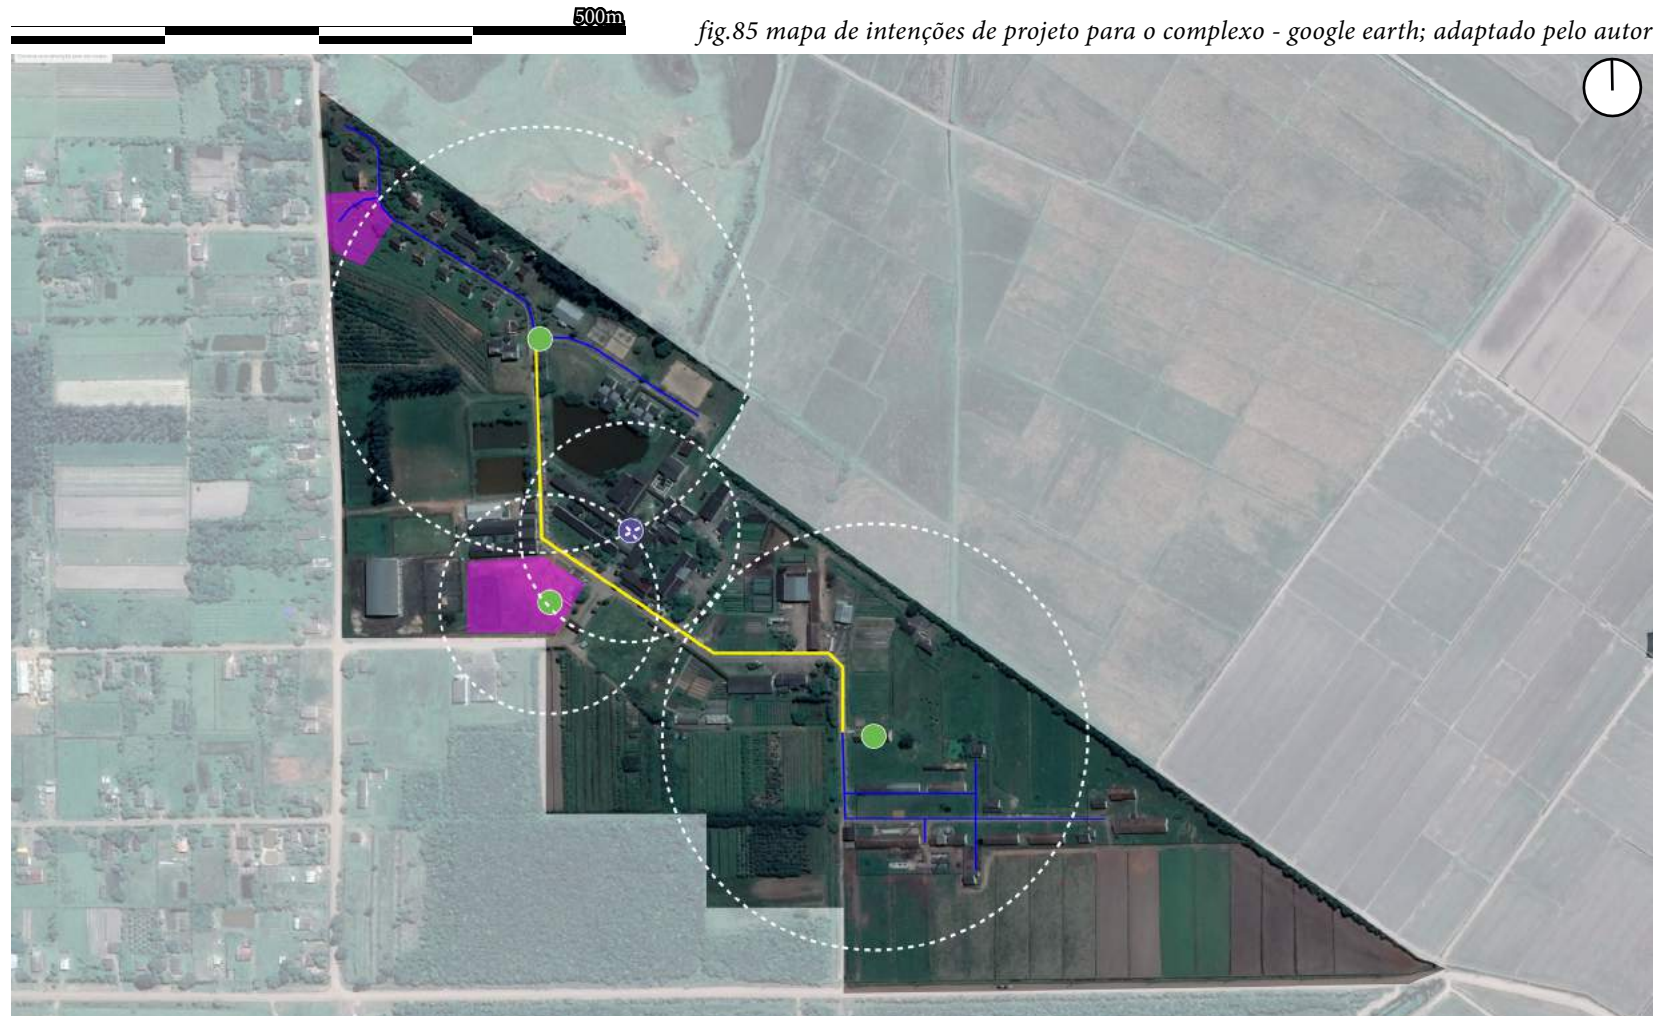 500m
fig.85 mapa de intenções de projeto para o complexo - google earth; adaptado pelo autor